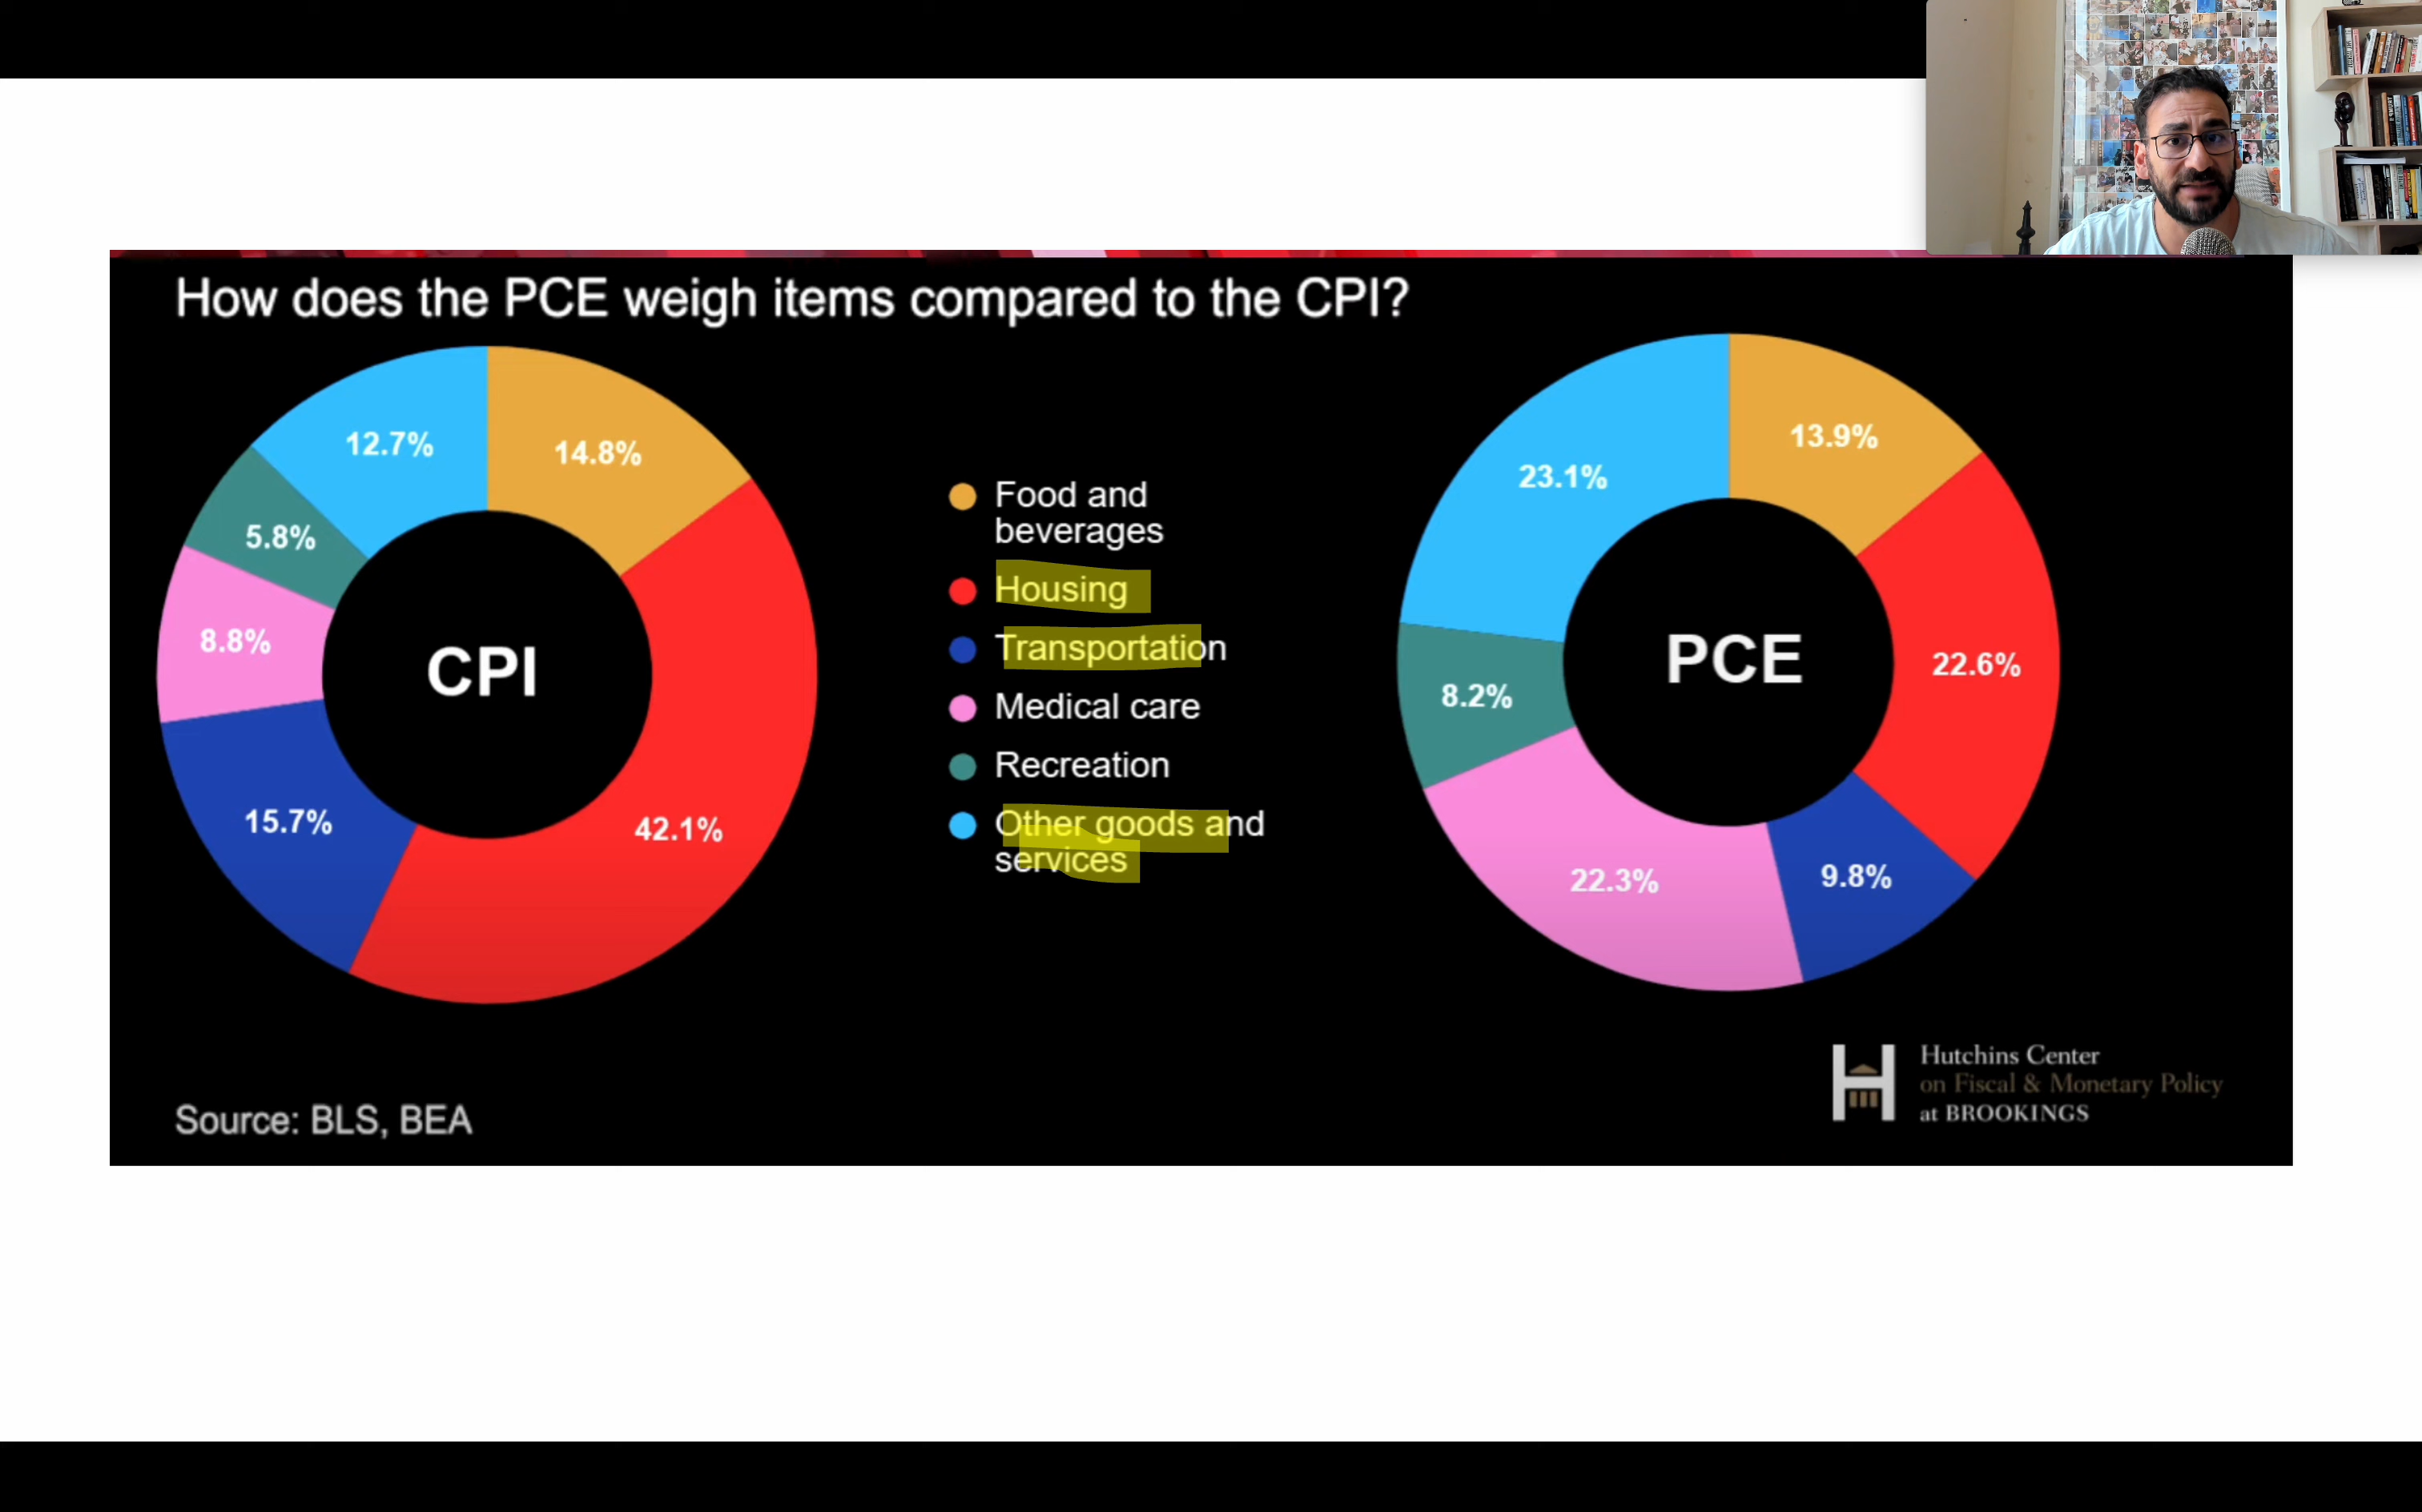 How does the PCE weigh items compared to the CPI?
12.7%
14.8%
5.8%
8.8%
CPI
15.7%
42.1%
Food and
beverages
Housing
Transportation
Medical care
Recreation
Other goods and
services
13.9%
23.1%
PCE
22.6%
8.2%
22.3%
9.8%
Source: BLS, BEA
Hutchins Center
on Fiscal & Monetary Policy
at BROOKINGS